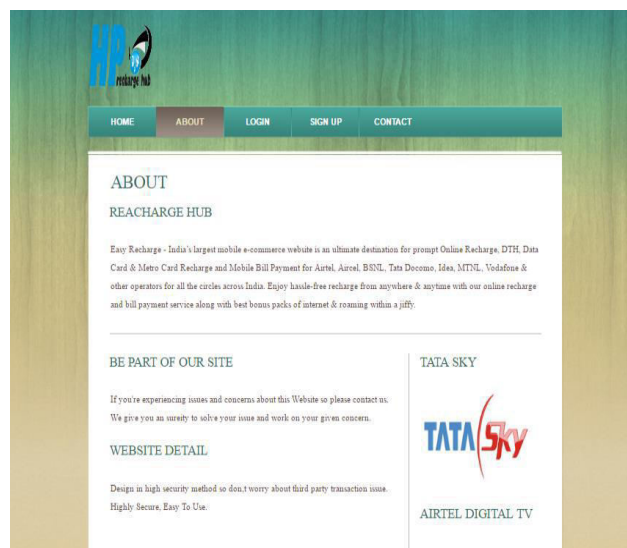 HP
recharge hub
HOME ABOUT LOGIN SIGN UP CONTACT
ABOUT
REACHARGE HUB
Easy Recharge - India's largest mobile e-commerce website is an ultimate destination for prompt Online Recharge, DTH, Data
Card & Metro Card Recharge and Mobile Bill Payment for Airtel, Aircel, BSNL, Tata Docomo, Idea, MTNL, Vodafone &
other operators for all the circles across India. Enjoy hassle-free recharge from anywhere & anytime with our online recharge
and bill payment service along with best bonus packs of internet & roaming within a jiffy.
BE PART OF OUR SITE
If you're experiencing issues and concerns about this Website so please contact us.
We give you an sureity to solve your issue and work on your given concern.
WEBSITE DETAIL
Design in high security method so don,t worry about third party transaction issue.
Highly Secure, Easy To Use.
TATA SKY
TATA Sky
AIRTEL DIGITAL TV